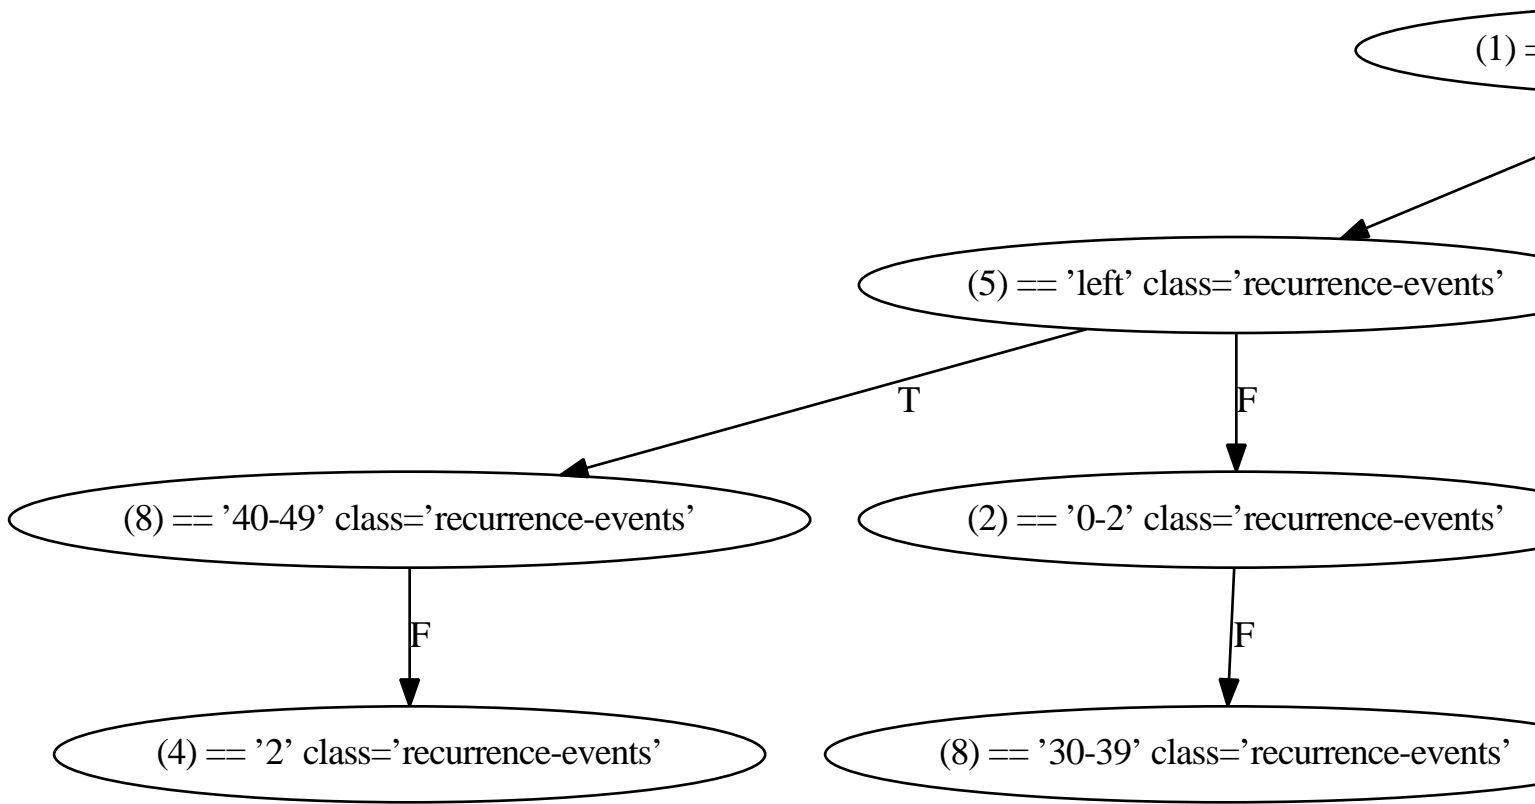 (1) =
(5) == ’left’ class=’recurrence-events’
T
F
(8) == ’40-49’ class=’recurrence-events’
(2) == ’0-2’ class=’recurrence-events’
F
F
(4) == ’2’ class=’recurrence-events’
(8) == ’30-39’ class=’recurrence-events’